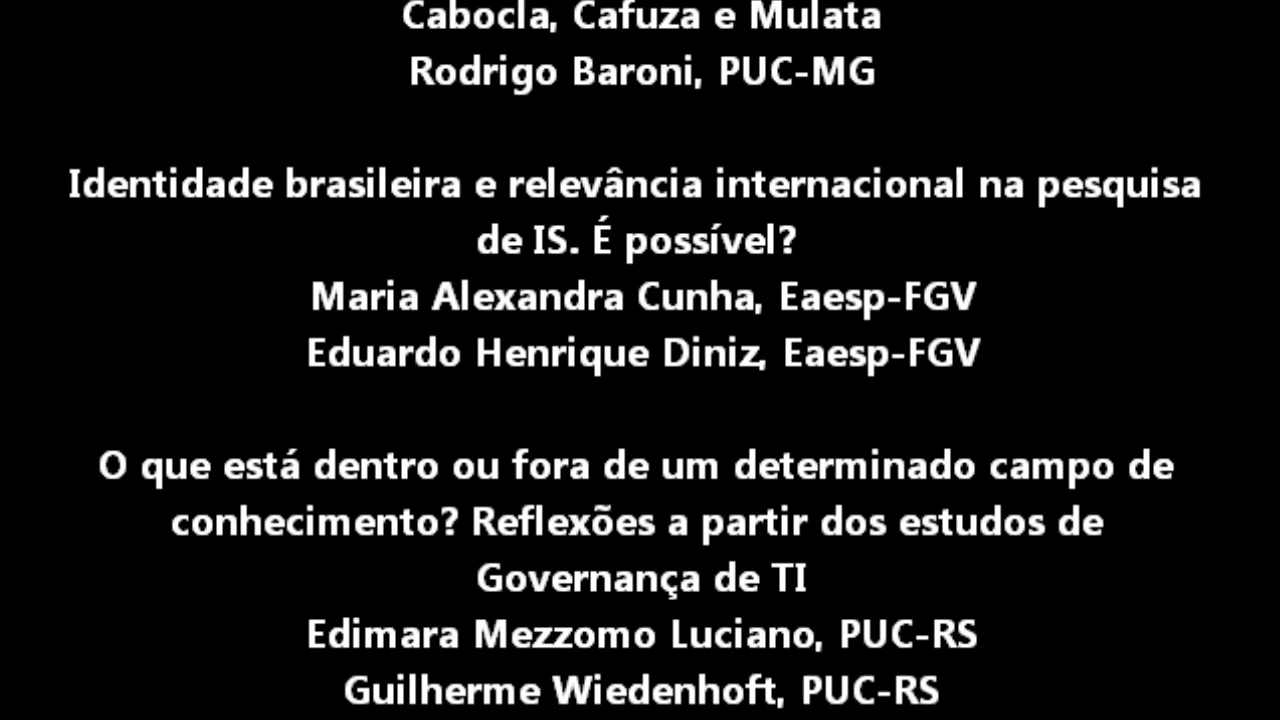 Cabocla, Cafuza e Mulata
Rodrigo Baroni, PUC-MG
Identidade brasileira e relevância internacional na pesquisa
de IS. É possível?
Maria Alexandra Cunha, Eaesp-FGV
Eduardo Henrique Diniz, Eaesp-FGV
O que está dentro ou fora de um determinado campo de
conhecimento? Reflexões a partir dos estudos de
Governança de TI
Edimara Mezzomo Luciano, PUC-RS
Guilherme Wiedenhoft, PUC-RS